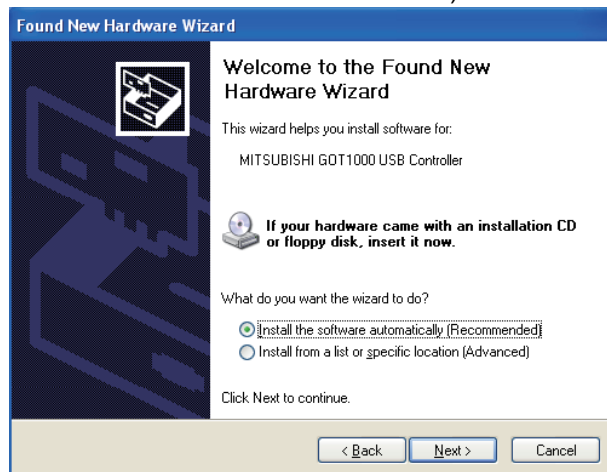 Found New Hardware Wizard
Welcome to the Found New
Hardware Wizard
This wizard helps you install software for:
MITSUBISHI GOT1000 USB Controller
If your hardware came with an installation CD
or floppy disk, insert it now.
What do you want the wizard to do?
Install the software automatically (Recommended)
Install from a list or specific location (Advanced)
Click Next to continue.
< Back Next > Cancel